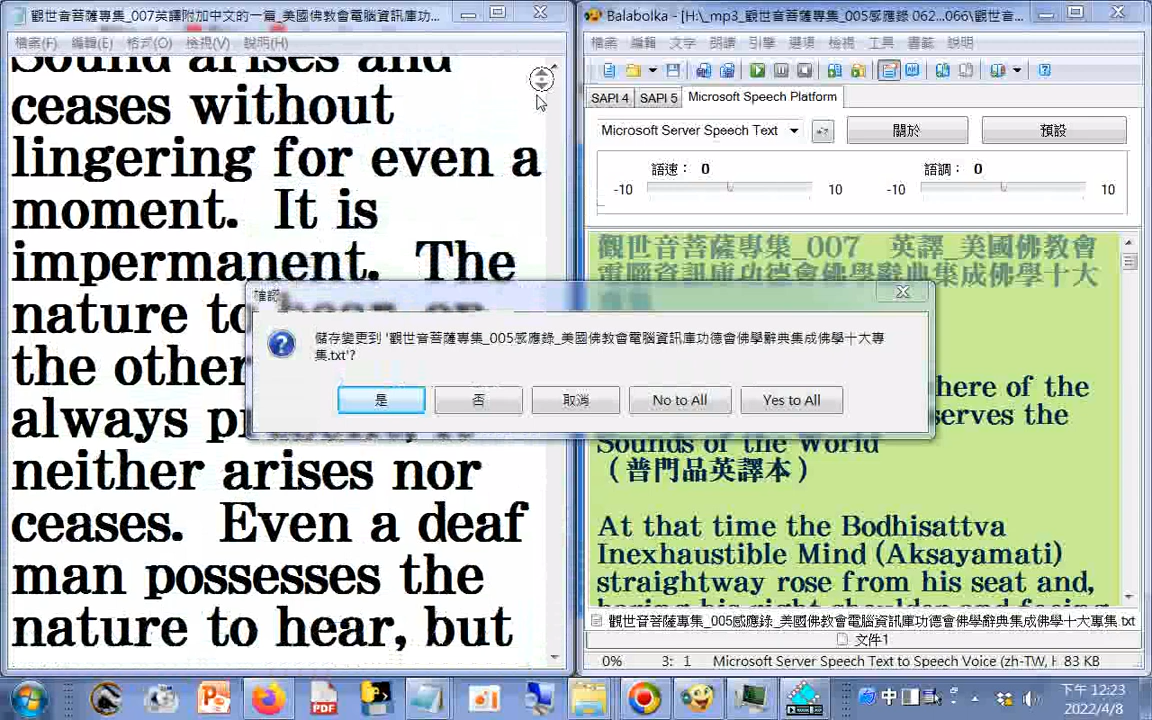 觀世音菩薩專集_007英譯附加中文的一篇_美國佛教會電腦資訊庫功...
檔案(F) 編輯(E) 格式(O) 檢視(V) 說明(H)
Sound arises and
ceases without
lingering for even a
moment. It is
impermanent. The
nature to hear, on
the other
always
neither arises nor
ceases. Even a deaf
man possesses the
nature to hear, but
Balabolka - [H:\_mp3_觀世音菩薩專集_005感應錄 062...066\觀世音...
檔案 編輯 文字 朗讀 引擎 選項 檢視 工具 書籤 說明
SAPI 4 SAPI 5 Microsoft Speech Platform
Microsoft Server Speech Text
關於
預設
語速： 0
語調： 0
-10 10 -10 10
觀世音菩薩專集_007 英譯_美國佛教會
電腦資訊庫功德會佛學辭典集成佛學十大
here of the
serves the
Sounds of the World
（普門品英譯本）
At that time the Bodhisattva
Inexhaustible Mind (Aksayamati)
straightway rose from his seat and,
baring his right shoulder and facing
確認
儲存變更到 '觀世音菩薩專集_005感應錄_美國佛教會電腦資訊庫功德會佛學辭典集成佛學十大專
集.txt'?
是 否 取消 No to All Yes to All
觀世音菩薩專集_005感應錄_美國佛教會電腦資訊庫功德會佛學辭典集成佛學十大專集.txt
文件1
0% 3: 1 Microsoft Server Speech Text to Speech Voice (zh-TW, H 83 KB
中
下午 12:23
2022/4/8